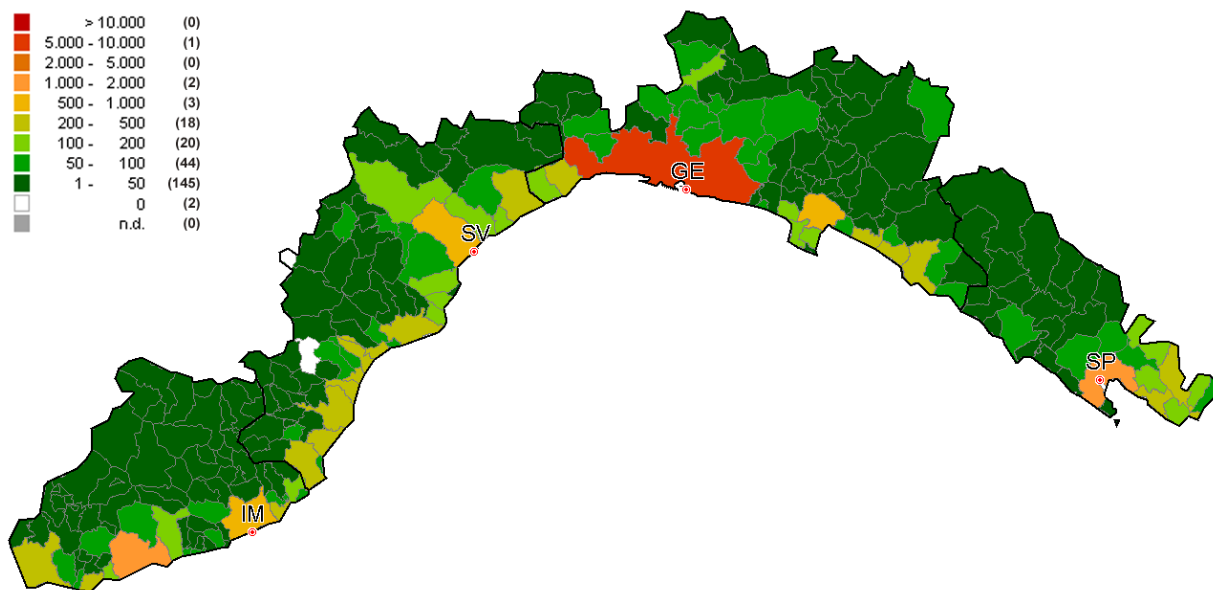 > 10.000 (0)
5.000 - 10.000 (1)
2.000 - 5.000 (0)
1.000 - 2.000 (2)
500 - 1.000 (3)
200 - 500 (18)
100 - 200 (20)
50 - 100 (44)
1 - 50 (145)
0 (2)
n.d. (0)
GE
SV
SP
IM